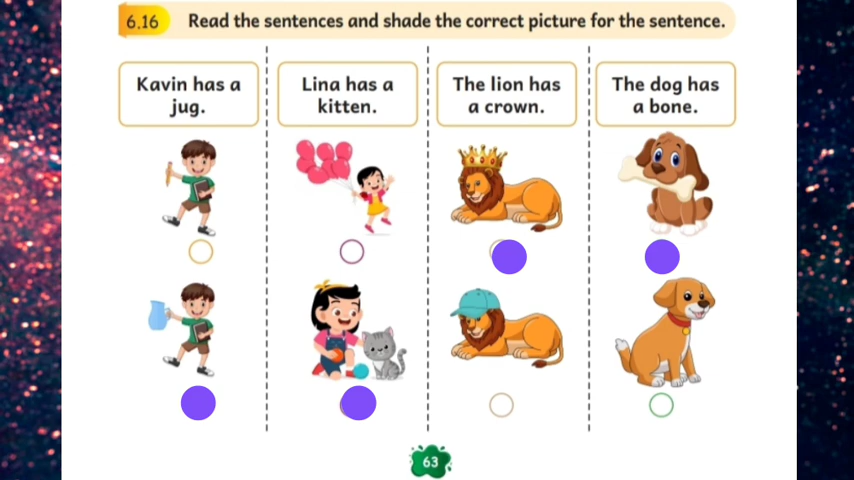 6.16 Read the sentences and shade the correct picture for the sentence.
Kavin has a
jug.
Lina has a
kitten.
The lion has
a crown.
The dog has
a bone.
63